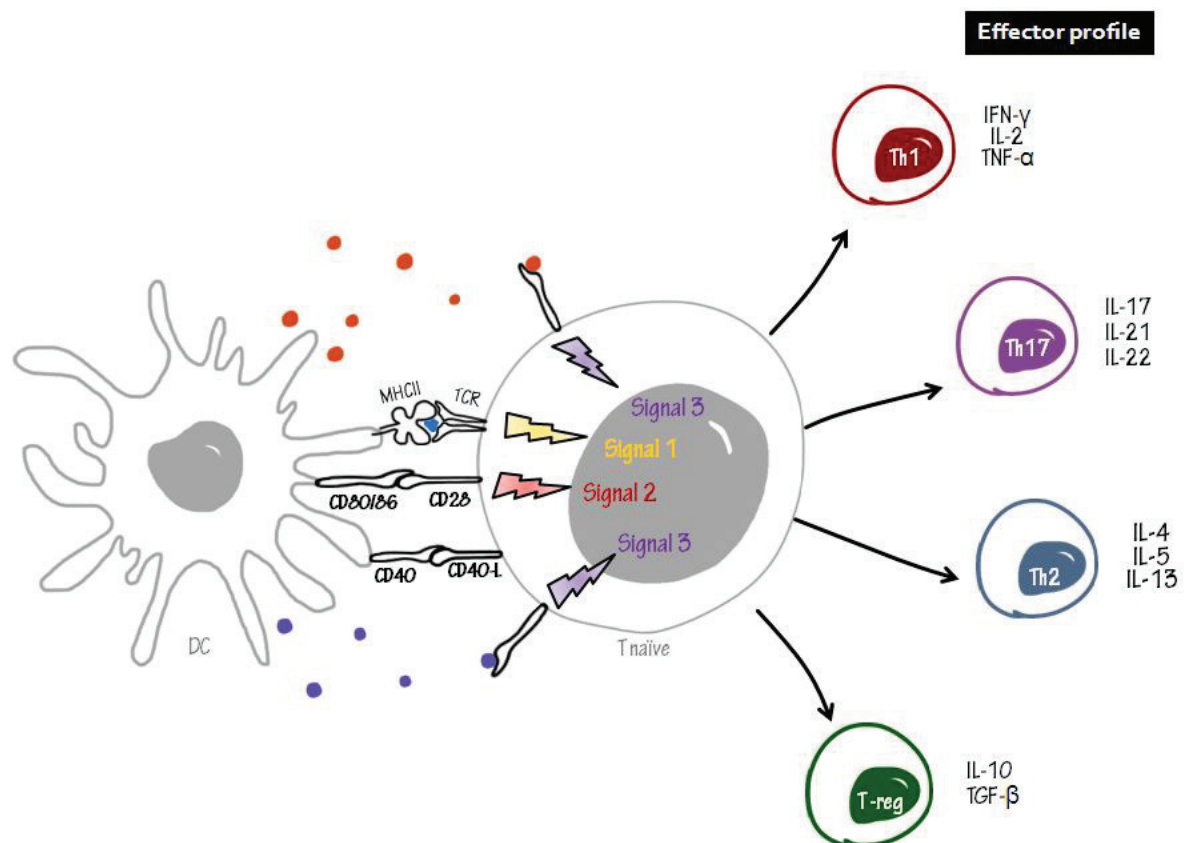 Effector profile
Th1
IFN-γ
IL-2
TNF-α
Th17
IL-17
IL-21
IL-22
MHCII
TCR
Signal 3
Signal 1
CD80/86
CD28
Signal 2
Signal 3
CD40
CD40-L
Th2
IL-4
IL-5
IL-13
DC
T naïve
T-reg
IL-10
TGF-β